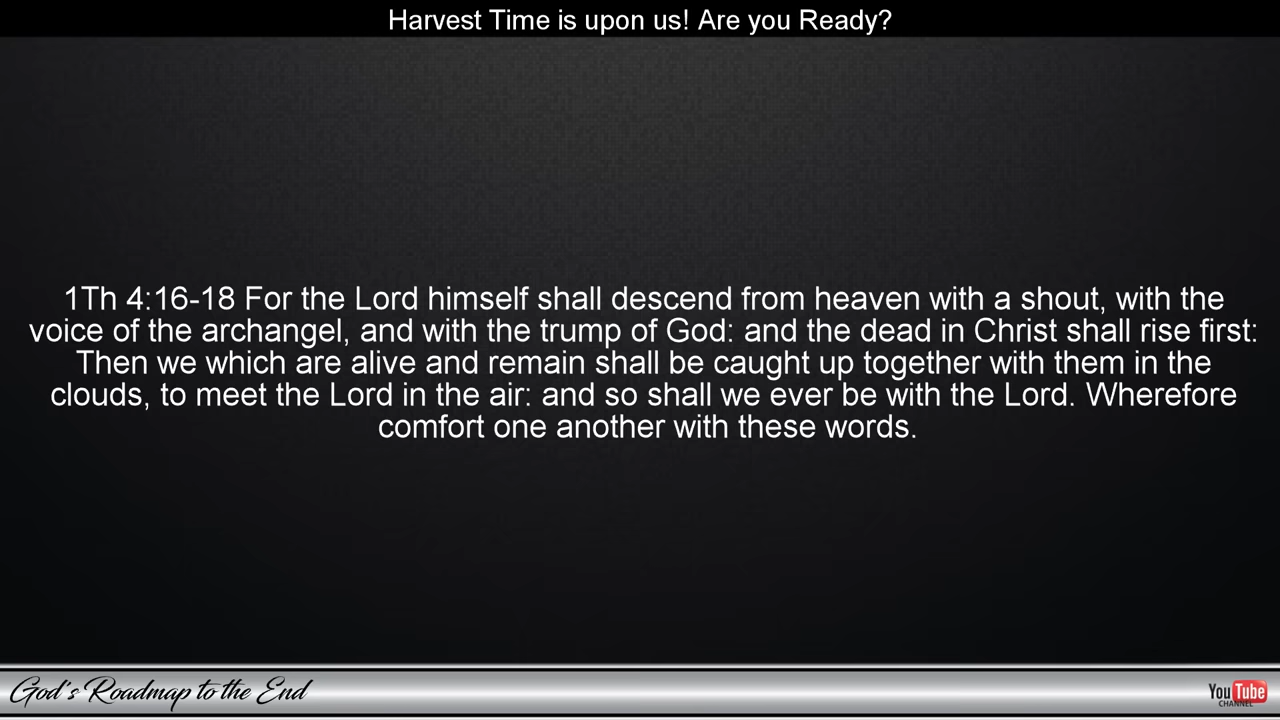 Harvest Time is upon us! Are you Ready?
1Th 4:16-18 For the Lord himself shall descend from heaven with a shout, with the
voice of the archangel, and with the trump of God: and the dead in Christ shall rise first:
Then we which are alive and remain shall be caught up together with them in the
clouds, to meet the Lord in the air: and so shall we ever be with the Lord. Wherefore
comfort one another with these words.
God's Roadmap to the End
YouTube
CHANNEL